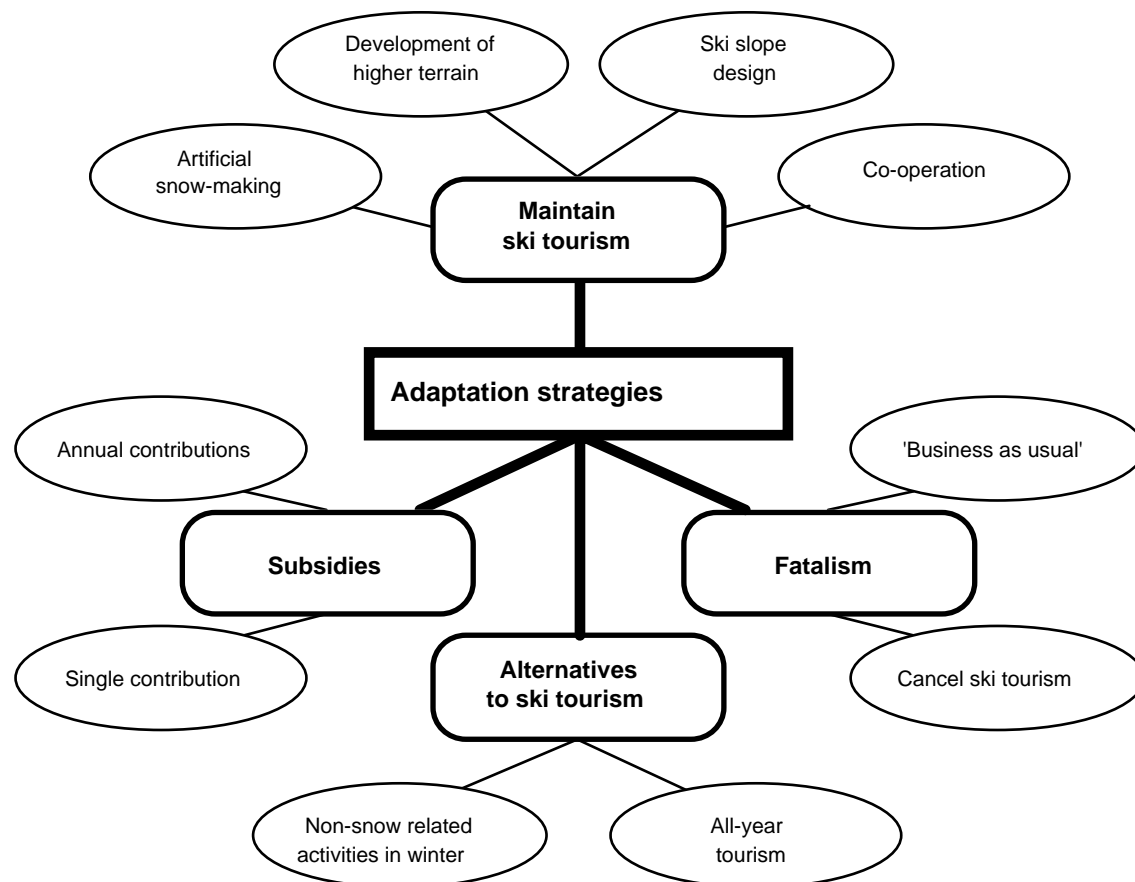 Development of
higher terrain
Ski slope
design
Artificial
snow-making
Co-operation
Maintain
ski tourism
Adaptation strategies
Annual contributions
'Business as usual'
Subsidies
Fatalism
Single contribution
Alternatives
to ski tourism
Cancel ski tourism
Non-snow related
activities in winter
All-year
tourism